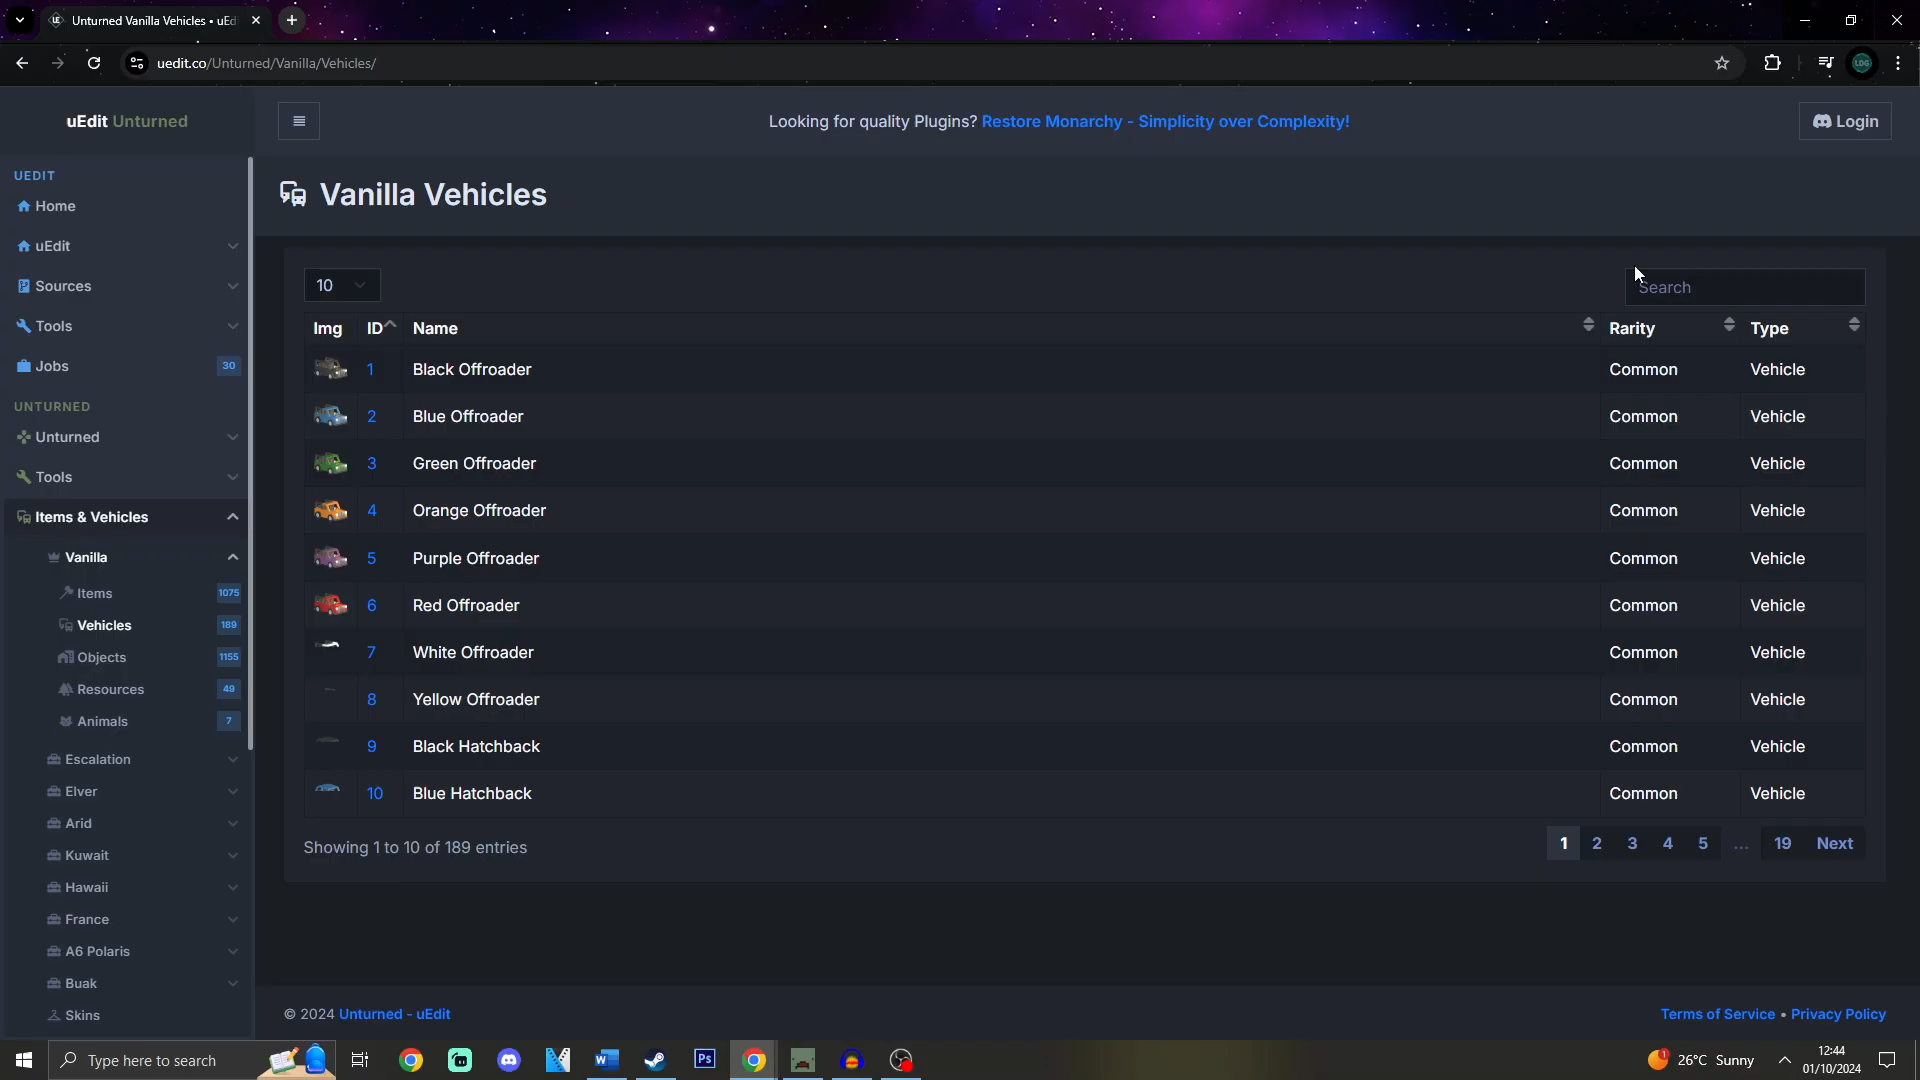 Unturned Vanilla Vehicles • uEd
uedit.co/Unturned/Vanilla/Vehicles/
LDG
uEdit Unturned
Looking for quality Plugins? Restore Monarchy - Simplicity over Complexity!
Login
UEDIT
Home
uEdit
Sources
Tools
Jobs 30
UNTURNED
Unturned
Tools
Items & Vehicles
Vanilla
Items 1075
Vehicles 189
Objects 1155
Resources 49
Animals 7
Escalation
Elver
Arid
Kuwait
Hawaii
France
A6 Polaris
Buak
Skins
Vanilla Vehicles
10
Search
Img ID Name Rarity Type
1 Black Offroader Common Vehicle
2 Blue Offroader Common Vehicle
3 Green Offroader Common Vehicle
4 Orange Offroader Common Vehicle
5 Purple Offroader Common Vehicle
6 Red Offroader Common Vehicle
7 White Offroader Common Vehicle
8 Yellow Offroader Common Vehicle
9 Black Hatchback Common Vehicle
10 Blue Hatchback Common Vehicle
Showing 1 to 10 of 189 entries
1 2 3 4 5 ... 19 Next
© 2024 Unturned - uEdit
Terms of Service • Privacy Policy
Type here to search
W
Ps
1
26°C Sunny
12:44
01/10/2024